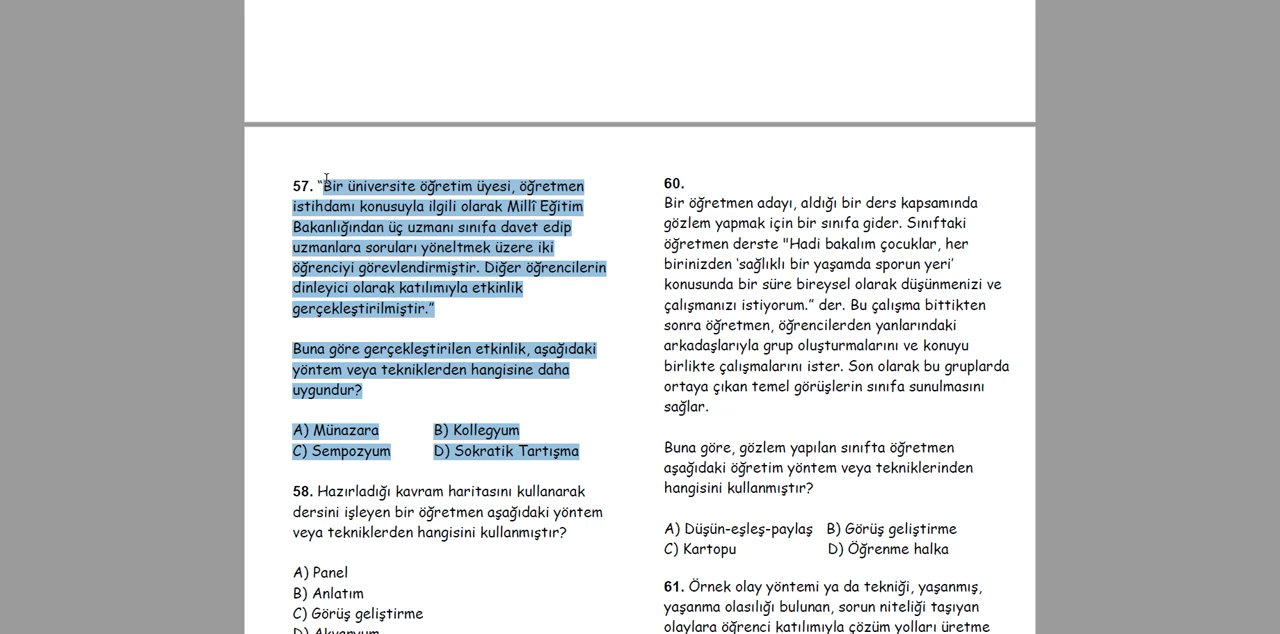 57. "Bir üniversite öğretim üyesi, öğretmen
istihdamı konusuyla ilgili olarak Millî Eğitim
Bakanlığından üç uzmanı sınıfa davet edip
uzmanlara soruları yöneltmek üzere iki
öğrenciyi görevlendirmiştir. Diğer öğrencilerin
dinleyici olarak katılımıyla etkinlik
gerçekleştirilmiştir."
Buna göre gerçekleştirilen etkinlik, aşağıdaki
yöntem veya tekniklerden hangisine daha
uygundur?
A) Münazara B) Kollegyum
C) Sempozyum D) Sokratik Tartışma
58. Hazırladığı kavram haritasını kullanarak
dersini işleyen bir öğretmen aşağıdaki yöntem
veya tekniklerden hangisini kullanmıştır?
A) Panel
B) Anlatım
C) Görüş geliştirme
D) Akvaryum
60.
Bir öğretmen adayı, aldığı bir ders kapsamında
gözlem yapmak için bir sınıfa gider. Sınıftaki
öğretmen derste "Hadi bakalım çocuklar, her
birinizden ‘sağlıklı bir yaşamda sporun yeri’
konusunda bir süre bireysel olarak düşünmenizi ve
çalışmanızı istiyorum.” der. Bu çalışma bittikten
sonra öğretmen, öğrencilerden yanlarındaki
arkadaşlarıyla grup oluşturmalarını ve konuyu
birlikte çalışmalarını ister. Son olarak bu gruplarda
ortaya çıkan temel görüşlerin sınıfa sunulmasını
sağlar.
Buna göre, gözlem yapılan sınıfta öğretmen
aşağıdaki öğretim yöntem veya tekniklerinden
hangisini kullanmıştır?
A) Düşün-eşleş-paylaş B) Görüş geliştirme
C) Kartopu D) Öğrenme halka
61. Örnek olay yöntemi ya da tekniği, yaşanmış,
yaşanma olasılığı bulunan, sorun niteliği taşıyan
olaylara öğrenci katılımıyla çözüm yolları üretme